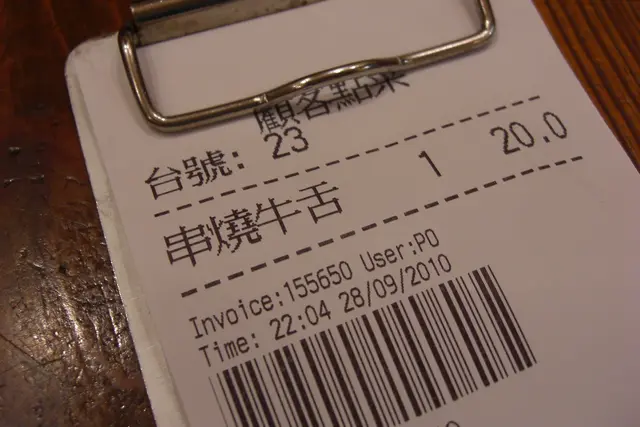 顧客點菜
台號: 23
串燒牛舌 1 20.0
Invoice:155650 User:PO
Time: 22:04 28/09/2010